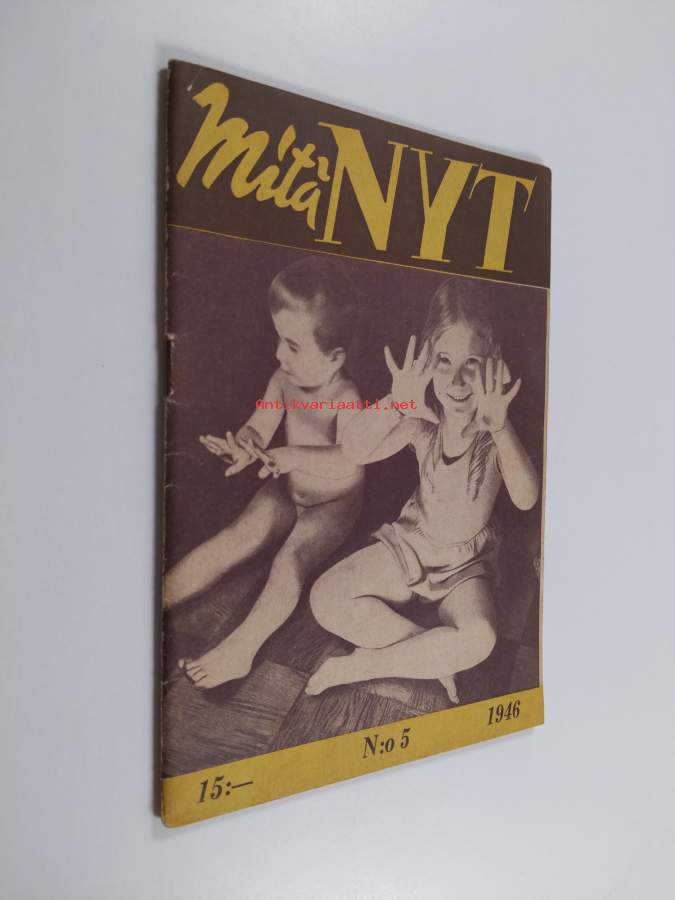 Mitä NYT
Antikvariaatti.net
15:— N:o 5 1946